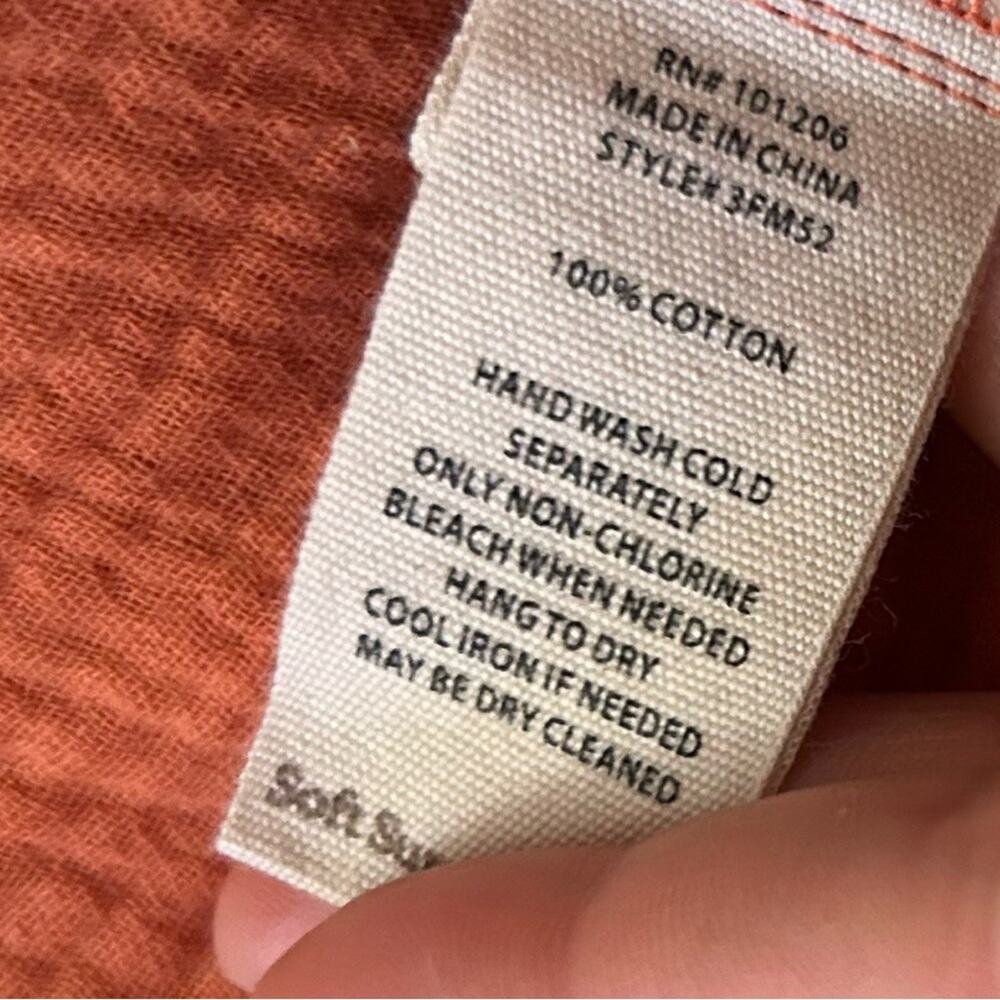 RN# 101206
MADE IN CHINA
STYLE# 3FM52
100% COTTON
HAND WASH COLD
SEPARATELY
ONLY NON-CHLORINE
BLEACH WHEN NEEDED
HANG TO DRY
COOL IRON IF NEEDED
MAY BE DRY CLEANED
Soft